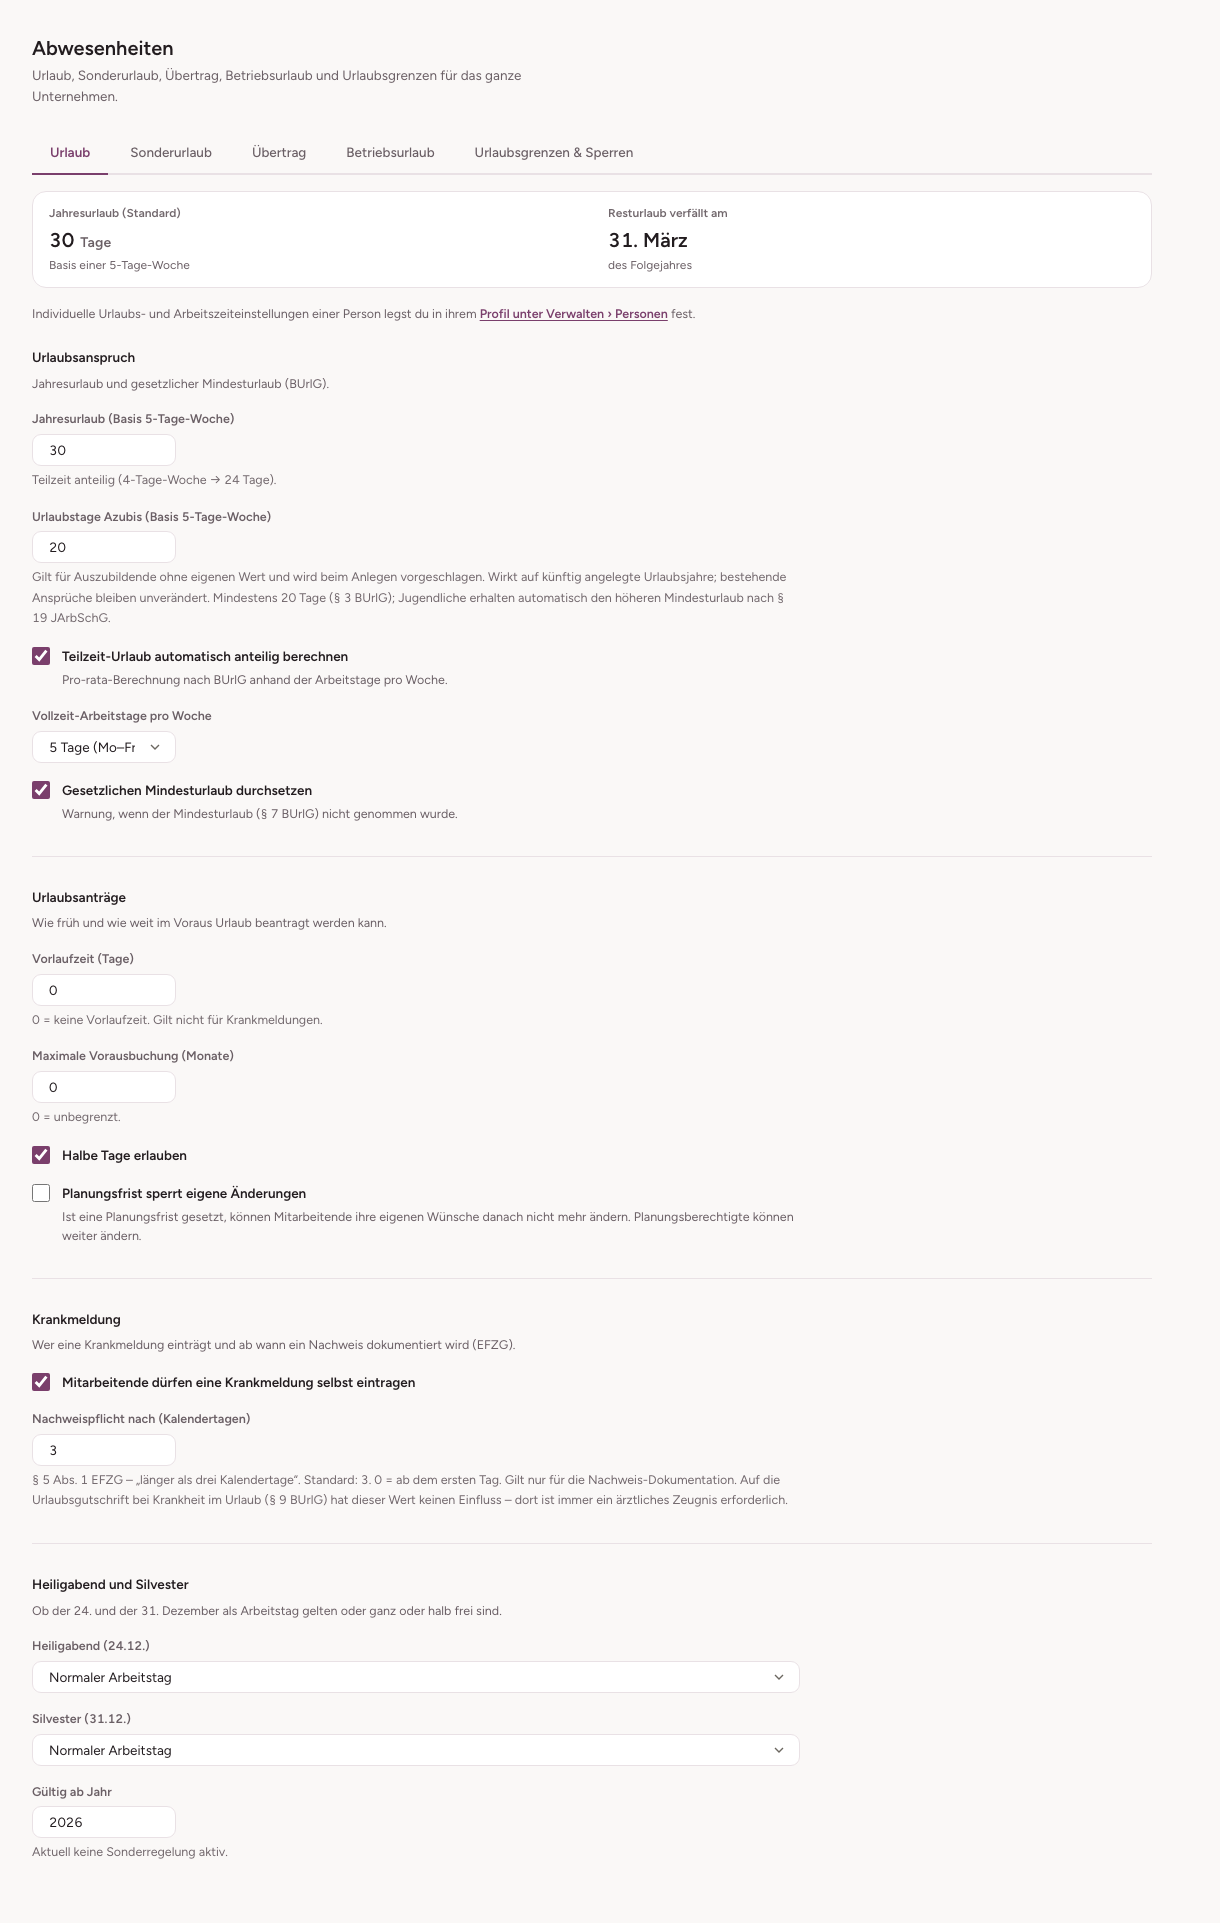 Abwesenheiten
Urlaub, Sonderurlaub, Übertrag, Betriebsurlaub und Urlaubsgrenzen für das ganze
Unternehmen.
Urlaub Sonderurlaub Übertrag Betriebsurlaub Urlaubsgrenzen & Sperren
Jahresurlaub (Standard)
30 Tage
Basis einer 5-Tage-Woche
Resturlaub verfällt am
31. März
des Folgejahres
Individuelle Urlaubs- und Arbeitszeiteinstellungen einer Person legst du in ihrem Profil unter Verwalten › Personen fest.
Urlaubsanspruch
Jahresurlaub und gesetzlicher Mindesturlaub (BUrlG).
Jahresurlaub (Basis 5-Tage-Woche)
30
Teilzeit anteilig (4-Tage-Woche → 24 Tage).
Urlaubstage Azubis (Basis 5-Tage-Woche)
20
Gilt für Auszubildende ohne eigenen Wert und wird beim Anlegen vorgeschlagen. Wirkt auf künftig angelegte Urlaubsjahre; bestehende
Ansprüche bleiben unverändert. Mindestens 20 Tage (§ 3 BUrlG); Jugendliche erhalten automatisch den höheren Mindesturlaub nach §
19 JArbSchG.
Teilzeit-Urlaub automatisch anteilig berechnen
Pro-rata-Berechnung nach BUrlG anhand der Arbeitstage pro Woche.
Vollzeit-Arbeitstage pro Woche
5 Tage (Mo–Fr
Gesetzlichen Mindesturlaub durchsetzen
Warnung, wenn der Mindesturlaub (§ 7 BUrlG) nicht genommen wurde.
Urlaubsanträge
Wie früh und wie weit im Voraus Urlaub beantragt werden kann.
Vorlaufzeit (Tage)
0
0 = keine Vorlaufzeit. Gilt nicht für Krankmeldungen.
Maximale Vorausbuchung (Monate)
0
0 = unbegrenzt.
Halbe Tage erlauben
Planungsfrist sperrt eigene Änderungen
Ist eine Planungsfrist gesetzt, können Mitarbeitende ihre eigenen Wünsche danach nicht mehr ändern. Planungsberechtigte können
weiter ändern.
Krankmeldung
Wer eine Krankmeldung einträgt und ab wann ein Nachweis dokumentiert wird (EFZG).
Mitarbeitende dürfen eine Krankmeldung selbst eintragen
Nachweispflicht nach (Kalendertagen)
3
§ 5 Abs. 1 EFZG – „länger als drei Kalendertage“. Standard: 3. 0 = ab dem ersten Tag. Gilt nur für die Nachweis-Dokumentation. Auf die
Urlaubsgutschrift bei Krankheit im Urlaub (§ 9 BUrlG) hat dieser Wert keinen Einfluss – dort ist immer ein ärztliches Zeugnis erforderlich.
Heiligabend und Silvester
Ob der 24. und der 31. Dezember als Arbeitstag gelten oder ganz oder halb frei sind.
Heiligabend (24.12.)
Normaler Arbeitstag
Silvester (31.12.)
Normaler Arbeitstag
Gültig ab Jahr
2026
Aktuell keine Sonderregelung aktiv.